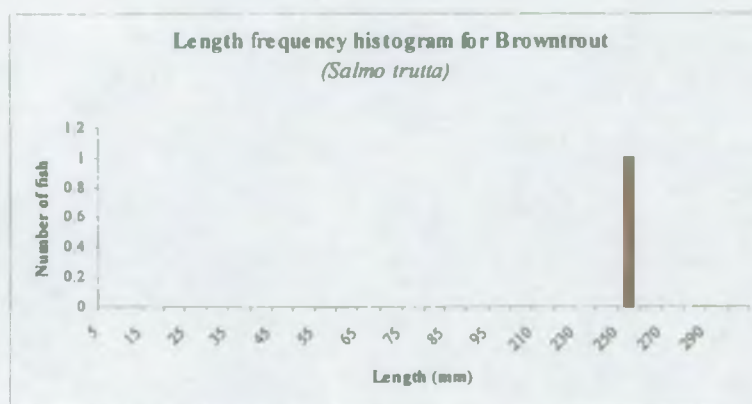 Length frequency histogram for Browntrout
(Salmo trutta)
Number of fish
1.2
1
0.8
0.6
0.4
0.2
0
5 15 25 35 45 55 65 75 85 95 210 230 250 270 290
Length (mm)